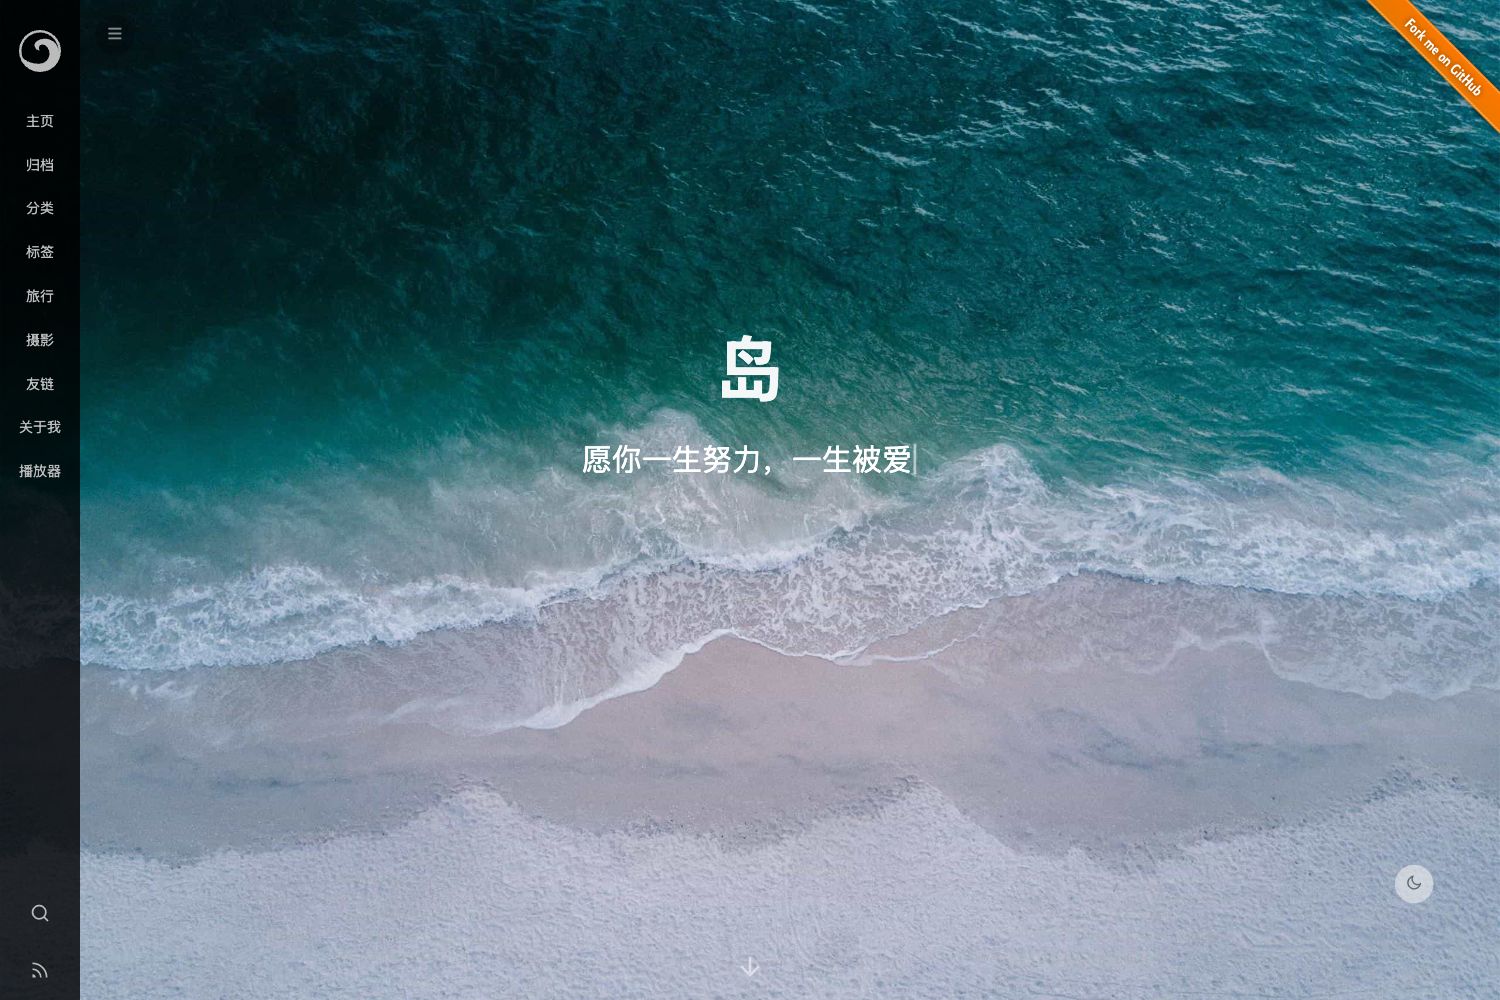 主页
归档
分类
标签
旅行
摄影
友链
关于我
播放器
Fork me on GitHub
岛
愿你一生努力，一生被爱